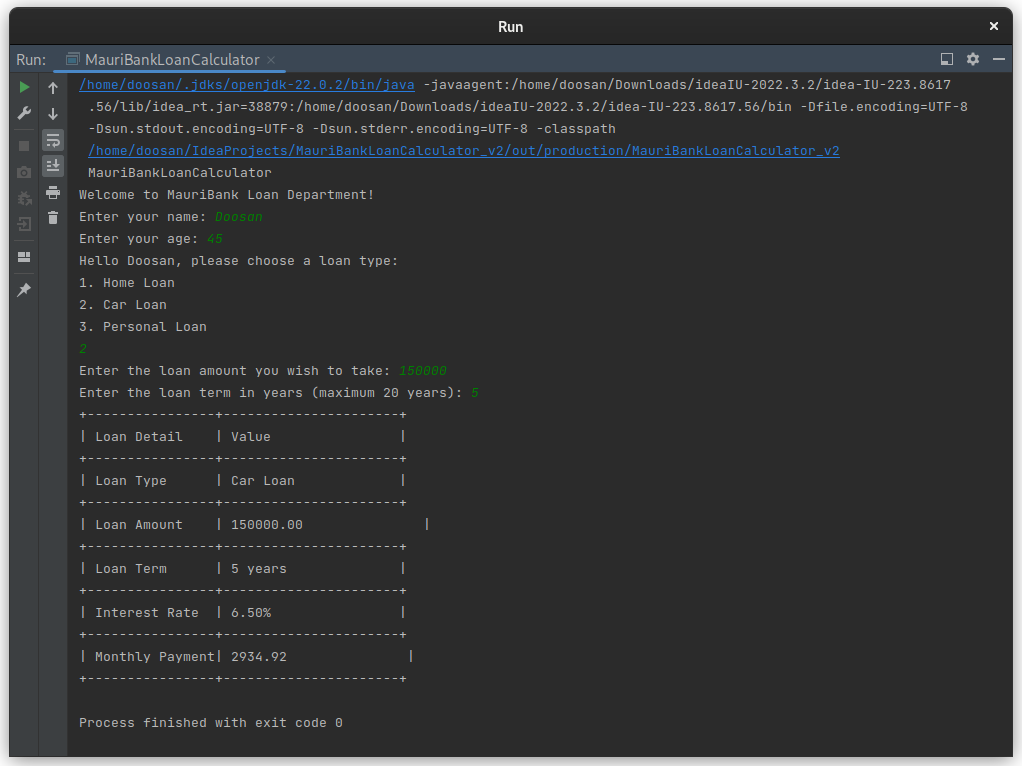 Run
Run: MauriBankLoanCalculator
/home/doosan/.jdks/openjdk-22.0.2/bin/java -javaagent:/home/doosan/Downloads/ideaIU-2022.3.2/idea-IU-223.8617
.56/lib/idea_rt.jar=38879:/home/doosan/Downloads/ideaIU-2022.3.2/idea-IU-223.8617.56/bin -Dfile.encoding=UTF-8
-Dsun.stdout.encoding=UTF-8 -Dsun.stderr.encoding=UTF-8 -classpath
/home/doosan/IdeaProjects/MauriBankLoanCalculator_v2/out/production/MauriBankLoanCalculator_v2
MauriBankLoanCalculator
Welcome to MauriBank Loan Department!
Enter your name: Doosan
Enter your age: 45
Hello Doosan, please choose a loan type:
1. Home Loan
2. Car Loan
3. Personal Loan
2
Enter the loan amount you wish to take: 150000
Enter the loan term in years (maximum 20 years): 5
+----------------+----------------------+
| Loan Detail    | Value                |
+----------------+----------------------+
| Loan Type      | Car Loan             |
+----------------+----------------------+
| Loan Amount    | 150000.00               |
+----------------+----------------------+
| Loan Term      | 5 years              |
+----------------+----------------------+
| Interest Rate  | 6.50%                |
+----------------+----------------------+
| Monthly Payment| 2934.92               |
+----------------+----------------------+
Process finished with exit code 0